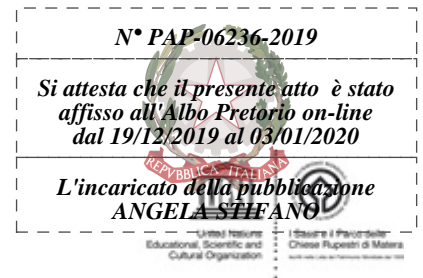 N° PAP-06236-2019
Si attesta che il presente atto è stato
affisso all'Albo Pretorio on-line
dal 19/12/2019 al 03/01/2020
REPVBBLICA ITALIANA
L'incaricato della pubblicazione
ANGELA STIFANO
United Nations
Educational, Scientific and
Cultural Organization
I Sassi e il Parco delle
Chiese Rupestri di Matera